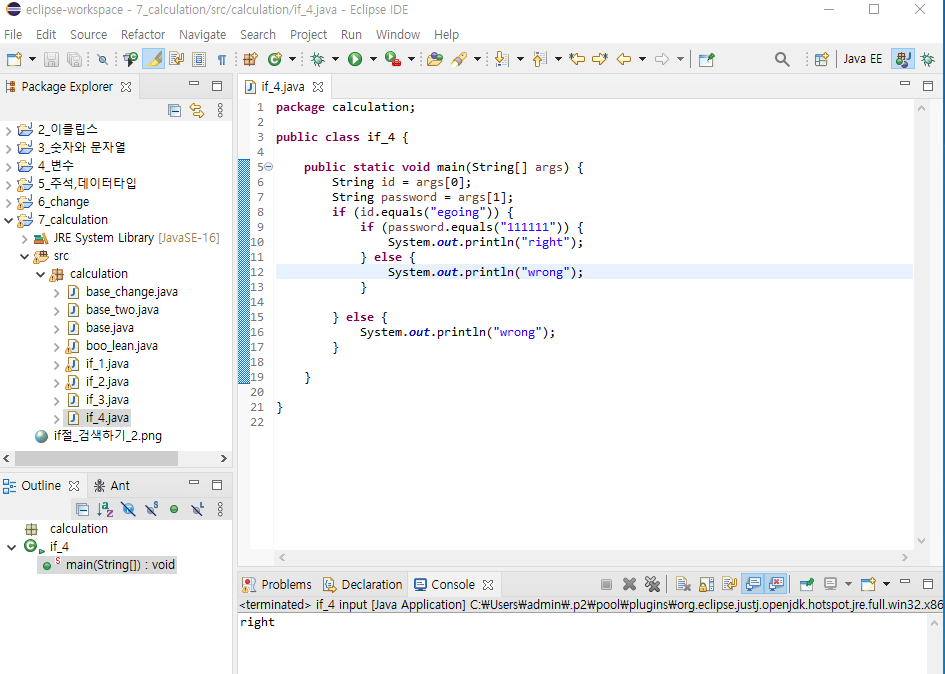 eclipse-workspace - 7_calculation/src/calculation/if_4.java - Eclipse IDE
File Edit Source Refactor Navigate Search Project Run Window Help
Java EE
Package Explorer
2_이클립스
3_숫자와 문자열
4_변수
5_주석,데이터타입
6_change
7_calculation
JRE System Library [JavaSE-16]
src
calculation
base_change.java
base_two.java
base.java
boo_lean.java
if_1.java
if_2.java
if_3.java
if_4.java
if절_검색하기_2.png
Outline Ant
calculation
if_4
main(String[]) : void
if_4.java
1 package calculation;
2
3 public class if_4 {
4
5 public static void main(String[] args) {
6 String id = args[0];
7 String password = args[1];
8 if (id.equals("egoing")) {
9 if (password.equals("111111")) {
10 System.out.println("right");
11 } else {
12 System.out.println("wrong");
13 }
14
15 } else {
16 System.out.println("wrong");
17 }
18
19 }
20
21 }
22
Problems Declaration Console
<terminated> if_4 input [Java Application] C:₩Users₩admin₩.p2₩pool₩plugins₩org.eclipse.justj.openjdk.hotspot.jre.full.win32.x86
right